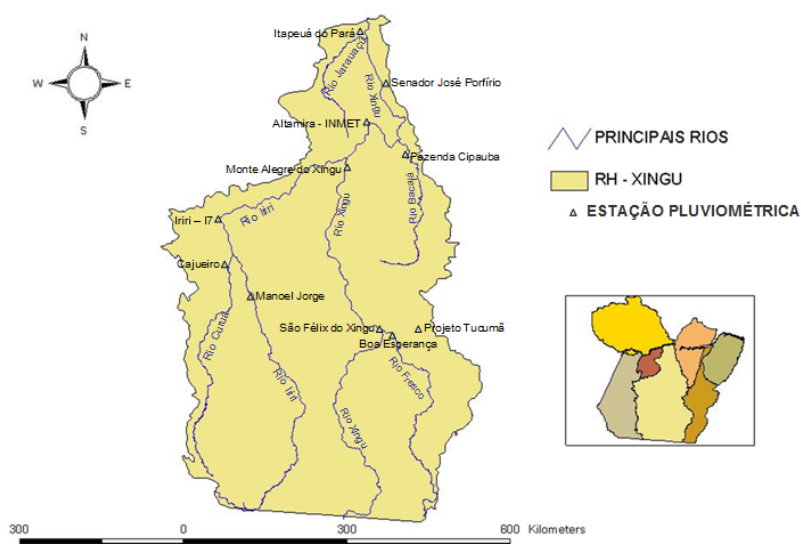 N
W E
S
Itapeuá do Pará
Rio Jarauaçu
Rio Xingu
Senador José Porfírio
Altamira - INMET
Fazenda Cipauba
Monte Alegre do Xingu
Rio Iriri
Rio Xingu
Rio Bacajá
Iriri – I7
Cajueiro
Manoel Jorge
São Félix do Xingu
Projeto Tucumã
Boa Esperança
Rio Curuá
Rio Iriri
Rio Xingu
Rio Fresco
PRINCIPAIS RIOS
RH - XINGU
ESTAÇÃO PLUVIOMÉTRICA
300 0 300 600 Kilometers